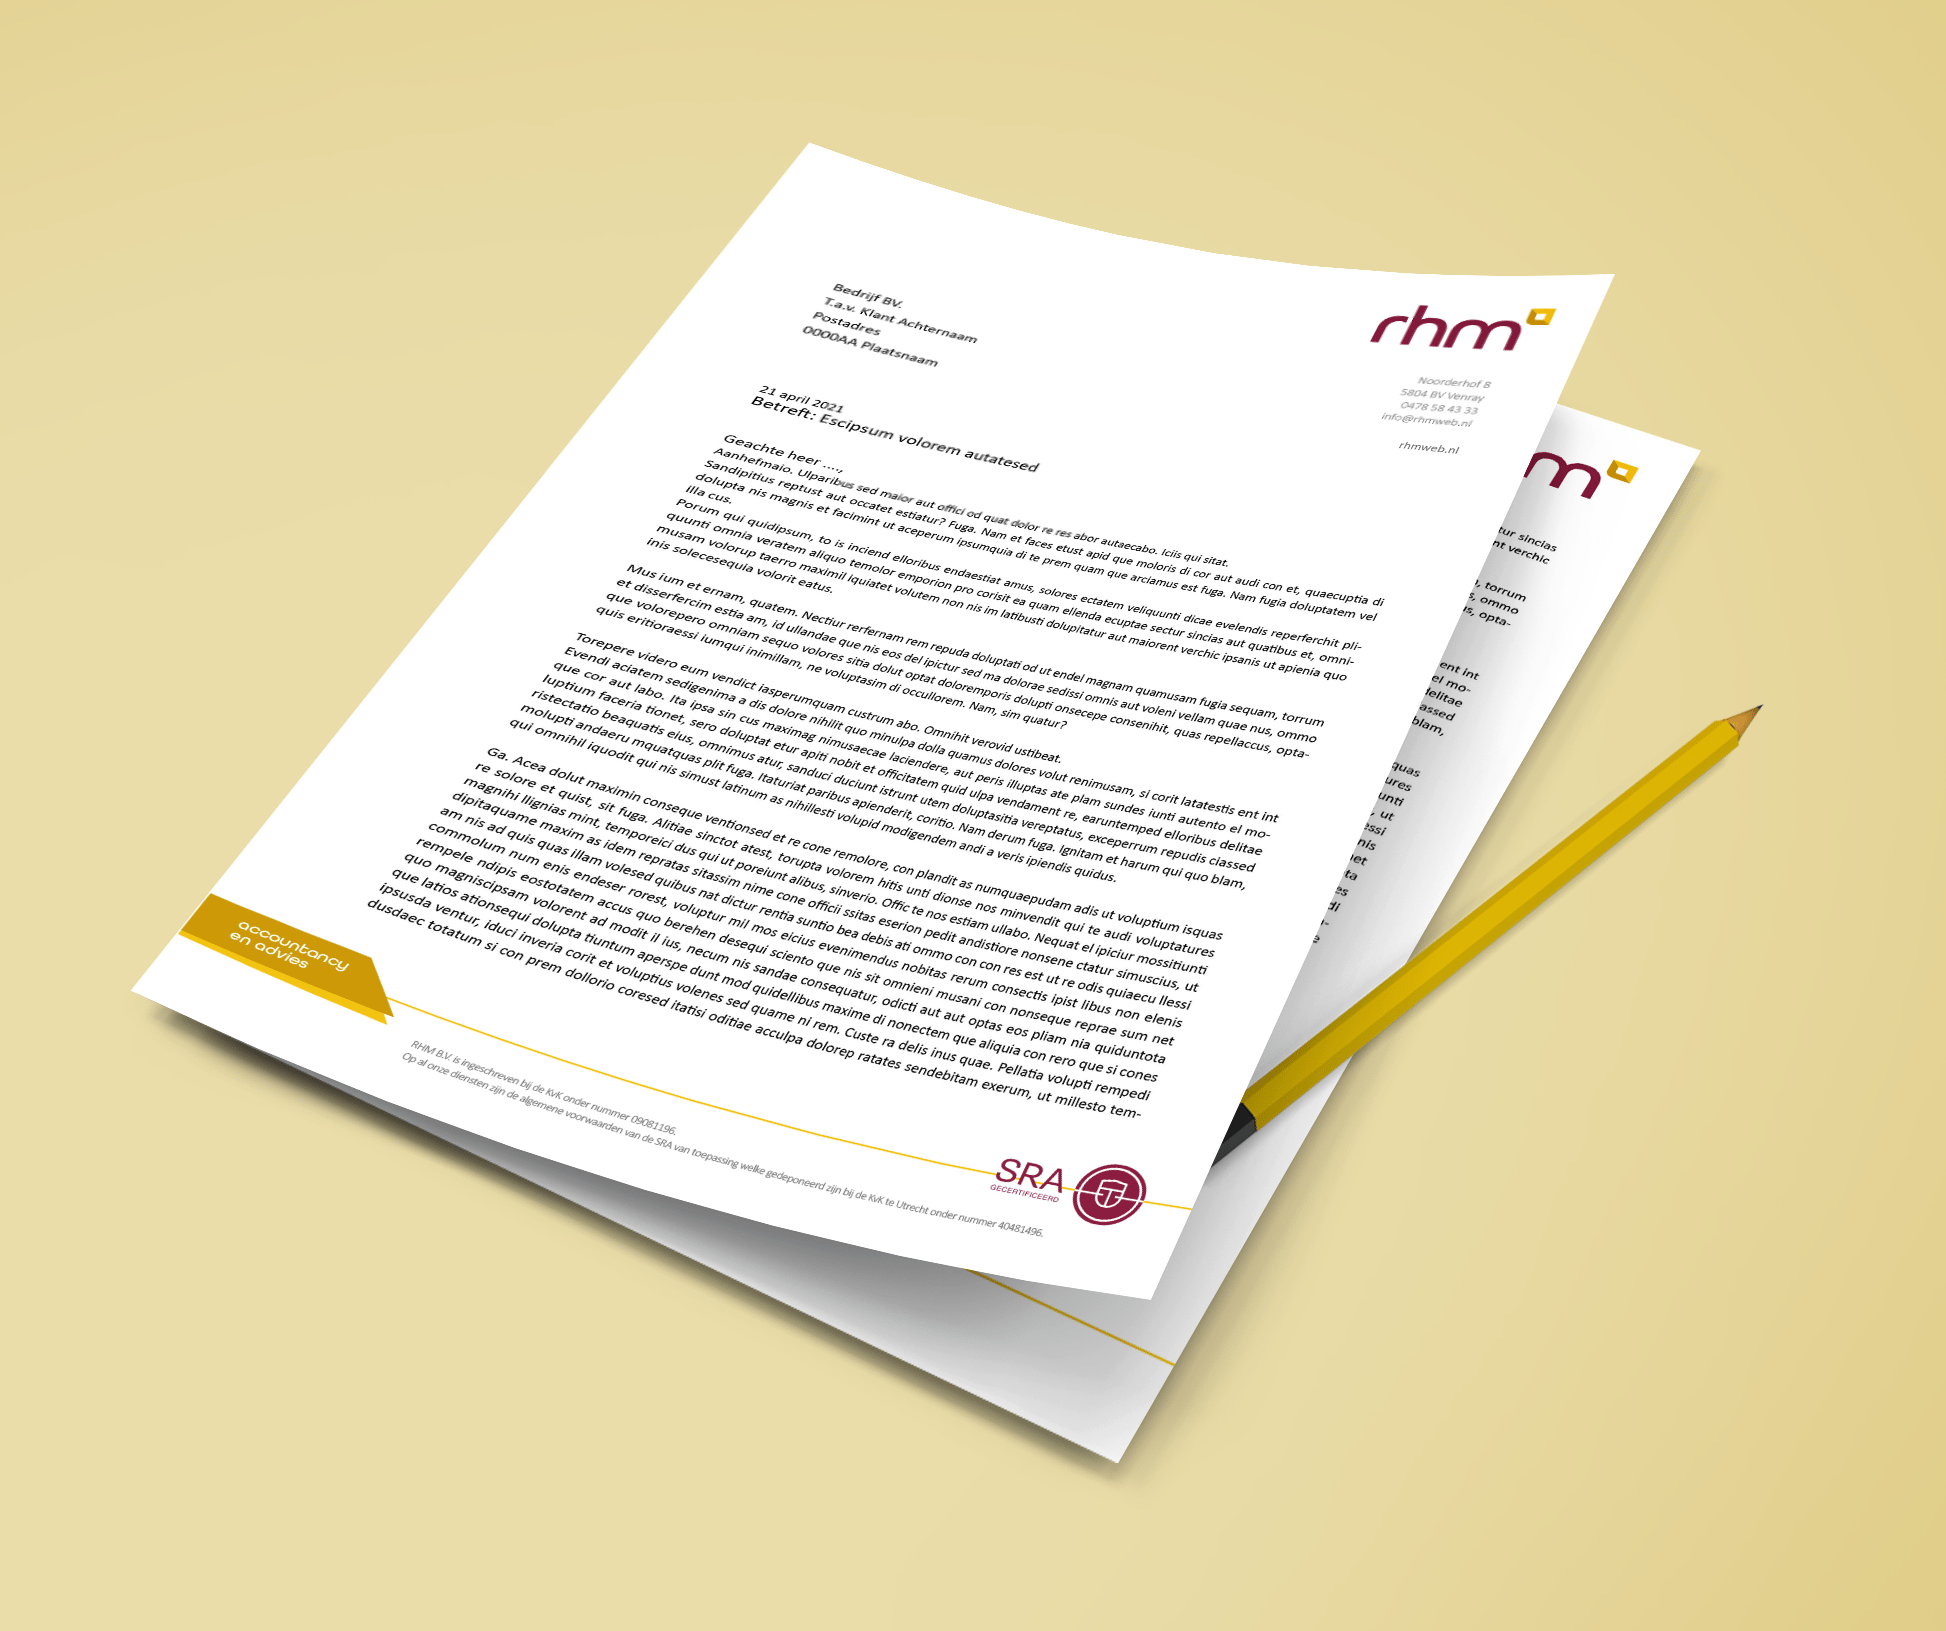 Bedrijf BV.
T.a.v. Klant Achternaam
Postadres
0000AA Plaatsnaam
rhm
Noorderhof 8
5804 BV Venray
0478 58 43 33
info@rhmweb.nl
rhmweb.nl
21 april 2021
Betreft: Escipsum volorem autatesed
Geachte heer ....,
Aanhefmaio. Ulparibus sed maior aut offici od quat dolor re res abor autaecabo. Iciis qui sitat.
Sandipitius reptust aut occatet estiatur? Fuga. Nam et faces etust apid que moloris di cor aut audi con et, quaecuptia di
dolupta nis magnis et facimint ut aceperum ipsumquia di te prem quam que arciamus est fuga. Nam fugia doluptatem vel
illa cus.
Porum qui quidipsum, to is inciend elloribus endaestiat amus, solores ectatem veliquunti dicae evelendis reperferchit pli-
quunti omnia veratem aliquo temolor emporion pro corisit ea quam ellenda ecuptae sectur sincias aut quatibus et, omni-
musam volorup taerro maximil iquiatet volutem non nis im latibusti dolupitatur aut maiorent verchic ipsanis ut apienia quo
inis solecesequia volorit eatus.
Mus ium et ernam, quatem. Nectiur rerfernam rem repuda doluptati od ut endel magnam quamusam fugia sequam, torrum
et disserfercim estia am, id ullandae que nis eos del ipictur sed ma dolorae sedissi omnis aut voleni vellam quae nus, ommo
que volorepero omniam sequo volores sitia dolut optat doloremporis dolupti onsecepe consenihit, quas repellaccus, opta-
quis eritioraessi iumqui inimillam, ne voluptasim di occullorem. Nam, sim quatur?
Torepere videro eum vendict iasperumquam custrum abo. Omnihit verovid ustibeat.
Evendi aciatem sedigenima a dis dolore nihilit quo minulpa dolla quamus dolores volut renimusam, si corit latatestis ent int
que cor aut labo. Ita ipsa sin cus maximag nimusaecae laciendere, aut peris illuptas ate plam sundes iunti autento el mo-
luptium faceria tionet, sero doluptat etur apiti nobit et officitatem quid ulpa vendament re, earuntemped elloribus delitae
ristectatio beaquatis eius, omnimus atur, sanduci duciunt istrunt utem doluptasitia vereptatus, exceperrum repudis classed
molupti andaeru mquatquas plit fuga. Itaturiat paribus apienderit, coritio. Nam derum fuga. Ignitam et harum qui quo blam,
qui omnihil iquodit qui nis simust latinum as nihillesti volupid modigendem andi a veris ipiendis quidus.
Ga. Acea dolut maximin conseque ventionsed et re cone remolore, con plandit as numquaepudam adis ut voluptium isquas
re solore et quist, sit fuga. Alitiae sinctot atest, torupta volorem hitis unti dionse nos minvendit qui te audi voluptatures
magnihi llignias mint, temporeici dus qui ut poreiunt alibus, sinverio. Offic te nos estiam ullabo. Nequat el ipiciur mossitiunti
dipitaquame maxim as idem repratas sitassim nime cone officii ssitas eserion pedit andistiore nonsene ctatur simuscius, ut
am nis ad quis quas illam volesed quibus nat dictur rentia suntio bea debis ati ommo con con res est ut re odis quiaecu llessi
commolum num enis endeser rorest, voluptur mil mos eicius evenimendus nobitas rerum consectis ipist libus non elenis
rempele ndipis eostotatem accus quo berehen desequi sciento que nis sit omnieni musani con nonseque reprae sum net
quo magniscipsam volorent ad modit il ius, necum nis sandae consequatur, odicti aut aut optas eos pliam nia quiduntota
que latios ationsequi dolupta tiuntum aperspe dunt mod quidellibus maxime di nonectem que aliquia con rero que si cones
ipsusda ventur, iduci inveria corit et voluptius volenes sed quame ni rem. Custe ra delis inus quae. Pellatia volupti rempedi
dusdaec totatum si con prem dollorio coresed itatisi oditiae acculpa dolorep ratates sendebitam exerum, ut millesto tem-
accountancy
en advies
RHM B.V. is ingeschreven bij de KvK onder nummer 09081196.
Op al onze diensten zijn de algemene voorwaarden van de SRA van toepassing welke gedeponeerd zijn bij de KvK te Utrecht onder nummer 40481496.
SRA
GECERTIFICEERD
tur sincias
nt verchic
torrum
ommo
opta-
ent int
el mo-
delitae
blam,
quas